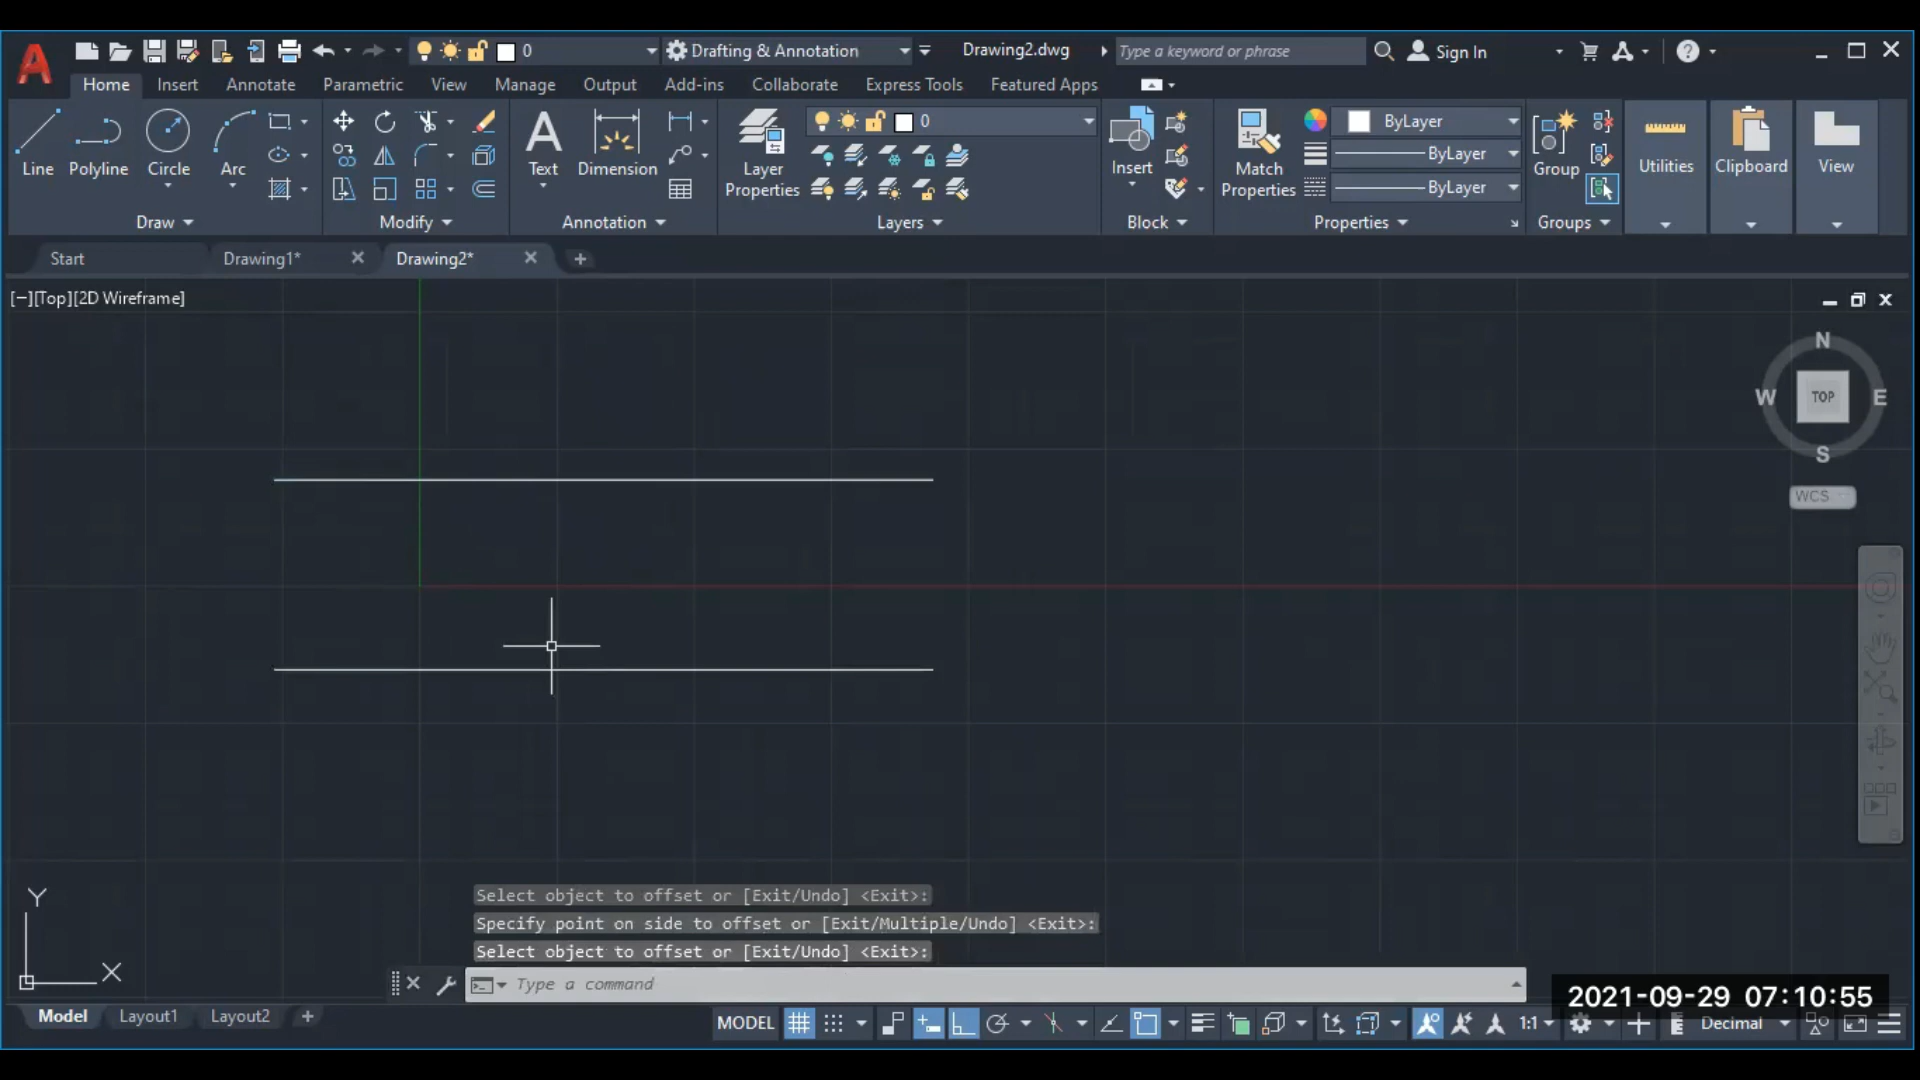 0 Drafting & Annotation Drawing2.dwg Type a keyword or phrase Sign In
Home Insert Annotate Parametric View Manage Output Add-ins Collaborate Express Tools Featured Apps
0 ByLayer
ByLayer
Line Polyline Circle Arc Text Dimension Layer Properties Insert Match Properties ByLayer Group Utilities Clipboard View
Draw Modify Annotation Layers Block Properties Groups
Start Drawing1* Drawing2*
[−][Top][2D Wireframe]
N
W TOP E
S
WCS
Y
X
Select object to offset or [Exit/Undo] <Exit>:
Specify point on side to offset or [Exit/Multiple/Undo] <Exit>:
Select object to offset or [Exit/Undo] <Exit>:
Type a command
2021-09-29 07:10:55
Model Layout1 Layout2 MODEL 1:1 Decimal